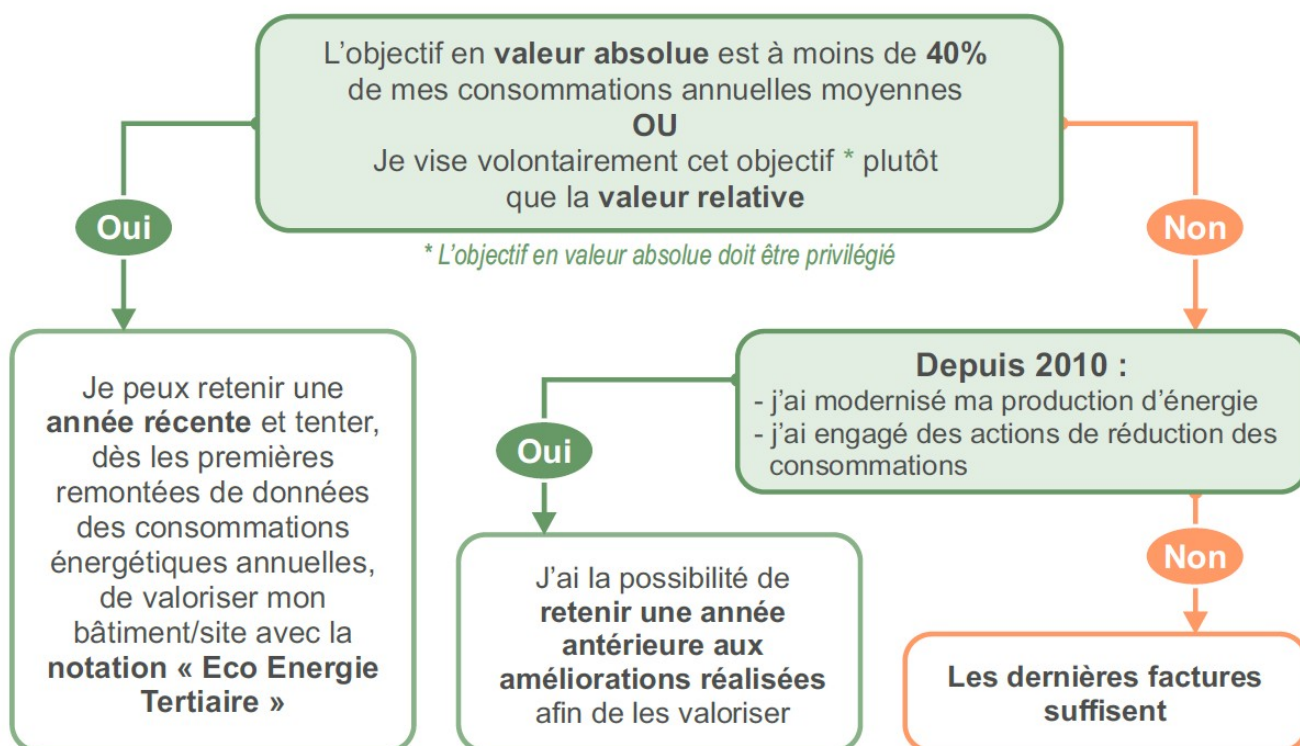 L’objectif en valeur absolue est à moins de 40%
de mes consommations annuelles moyennes
OU
Je vise volontairement cet objectif * plutôt
que la valeur relative
* L’objectif en valeur absolue doit être privilégié
Oui
Non
Je peux retenir une
année récente et tenter,
dès les premières
remontées de données
des consommations
énergétiques annuelles,
de valoriser mon
bâtiment/site avec la
notation « Eco Energie
Tertiaire »
Depuis 2010 :
- j’ai modernisé ma production d’énergie
- j’ai engagé des actions de réduction des
consommations
Oui
Non
J’ai la possibilité de
retenir une année
antérieure aux
améliorations réalisées
afin de les valoriser
Les dernières factures
suffisent